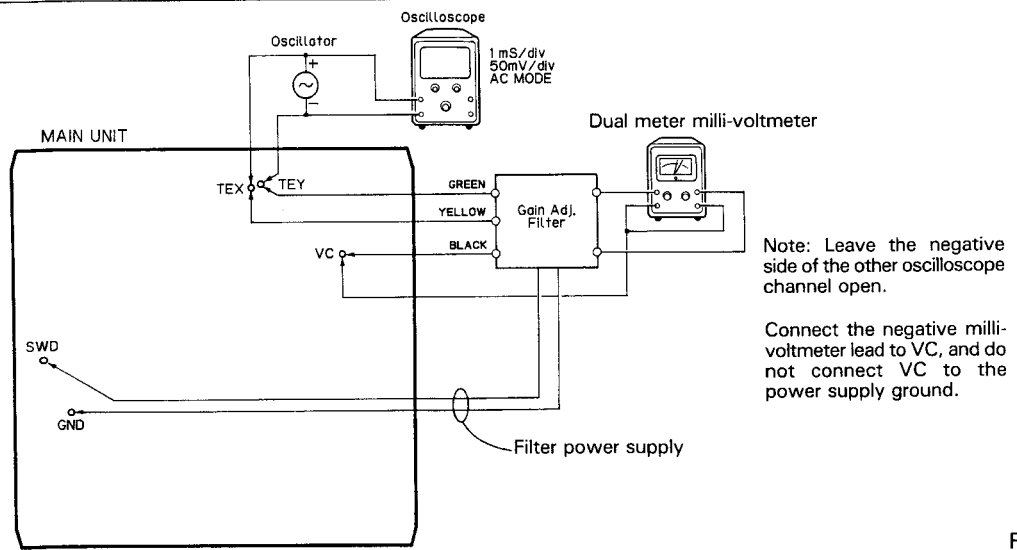 Oscilloscope
Oscillator
1 mS/div
50mV/div
AC MODE
+
~
−
Dual meter milli-voltmeter
MAIN UNIT
TEX
TEY
GREEN
YELLOW
BLACK
Gain Adj.
Filter
VC
Note: Leave the negative
side of the other oscilloscope
channel open.
Connect the negative milli-
voltmeter lead to VC, and do
not connect VC to the
power supply ground.
SWD
GND
Filter power supply
F